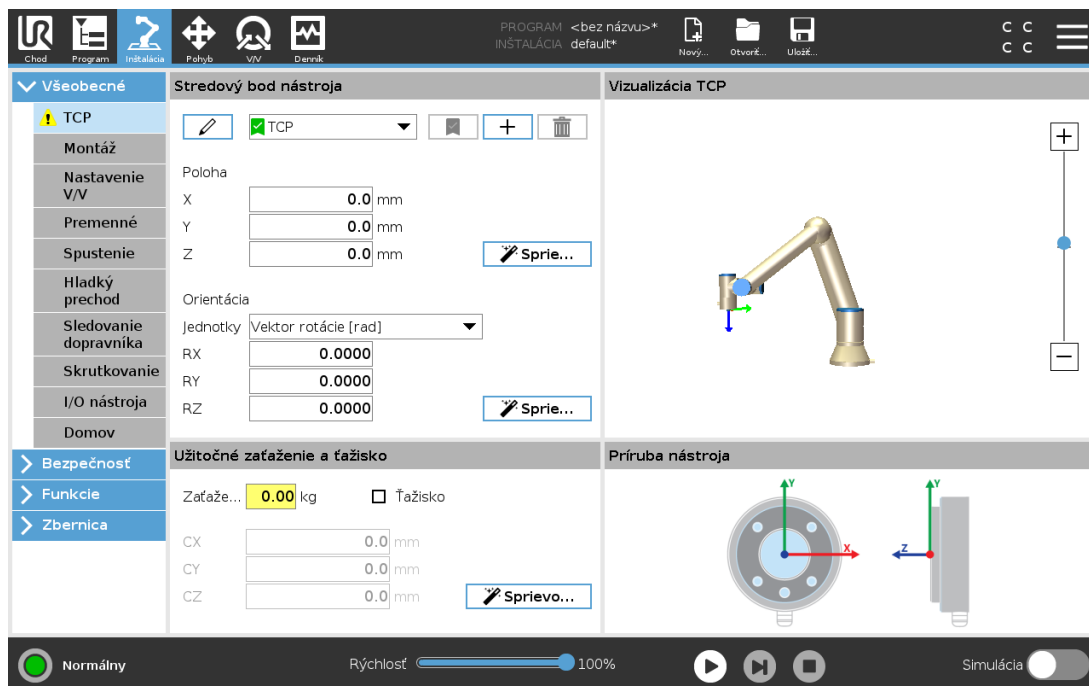 UR
Chod
Program
Inštalácia
Pohyb
V/V
Dennik
PROGRAM <bez názvu>*
INŠTALÁCIA default*
Nový...
Otvoriť...
Uložiť...
C C
C C
Všeobecné
TCP
Montáž
Nastavenie
V/V
Premenné
Spustenie
Hladký
prechod
Sledovanie
dopravníka
Skrutkovanie
I/O nástroja
Domov
Bezpečnosť
Funkcie
Zbernica
Stredový bod nástroja
TCP
Poloha
X 0.0 mm
Y 0.0 mm
Z 0.0 mm
Sprie...
Orientácia
Jednotky Vektor rotácie [rad]
RX 0.0000
RY 0.0000
RZ 0.0000
Sprie...
Užitočné zaťaženie a ťažisko
Zaťaže... 0.00 kg Ťažisko
CX 0.0 mm
CY 0.0 mm
CZ 0.0 mm
Sprievo...
Vizualizácia TCP
Príruba nástroja
Y
X
Y
Z
Normálny
Rýchlosť 100%
Simulácia